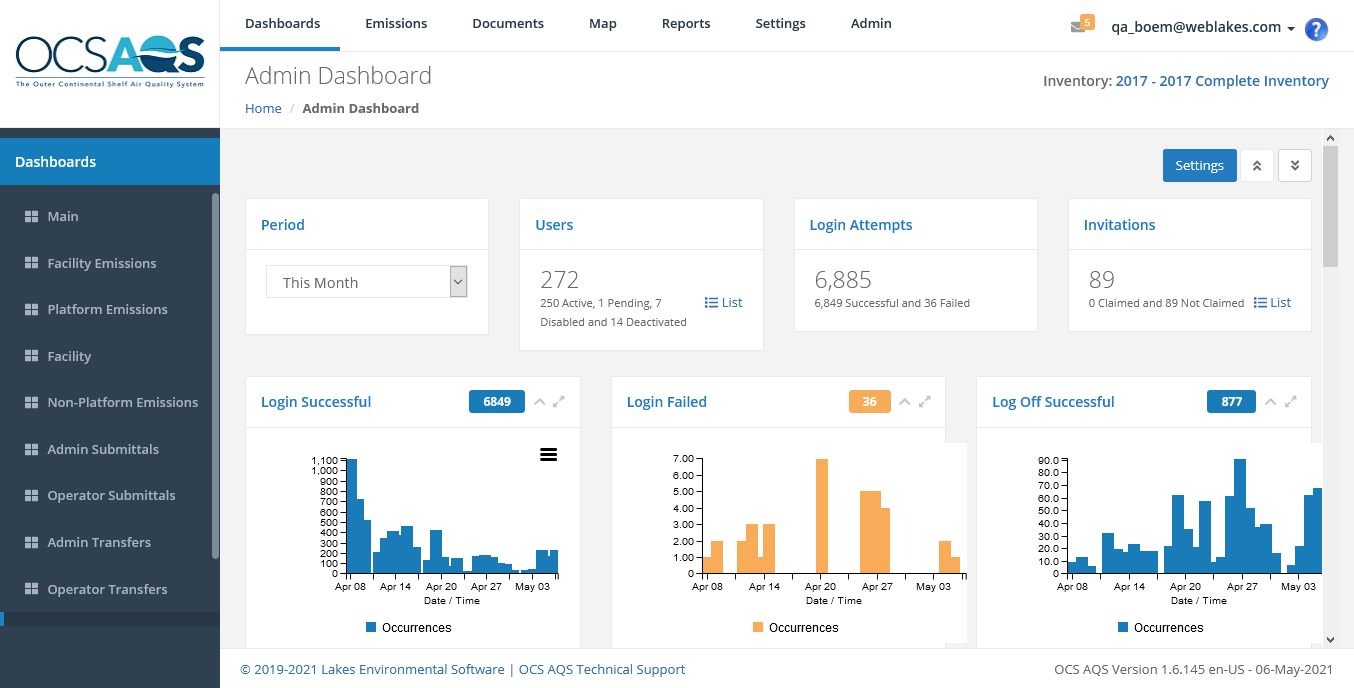 OCSAQS
The Outer Continental Shelf Air Quality System
Dashboards Emissions Documents Map Reports Settings Admin
5 qa_boem@weblakes.com ?
Admin Dashboard
Inventory: 2017 - 2017 Complete Inventory
Home / Admin Dashboard
Dashboards
Main
Facility Emissions
Platform Emissions
Facility
Non-Platform Emissions
Admin Submittals
Operator Submittals
Admin Transfers
Operator Transfers
Settings
Period
This Month
Users
272
250 Active, 1 Pending, 7
Disabled and 14 Deactivated
List
Login Attempts
6,885
6,849 Successful and 36 Failed
Invitations
89
0 Claimed and 89 Not Claimed
List
Login Successful 6849
1,100
1,000
900
800
700
600
500
400
300
200
100
0
Apr 08 Apr 14 Apr 20 Apr 27 May 03
Date / Time
Occurrences
Login Failed 36
7.00
6.00
5.00
4.00
3.00
2.00
1.00
0
Apr 08 Apr 14 Apr 20 Apr 27 May 03
Date / Time
Occurrences
Log Off Successful 877
90.0
80.0
70.0
60.0
50.0
40.0
30.0
20.0
10.0
0
Apr 08 Apr 14 Apr 20 Apr 27 May 03
Date / Time
Occurrences
© 2019-2021 Lakes Environmental Software | OCS AQS Technical Support
OCS AQS Version 1.6.145 en-US - 06-May-2021